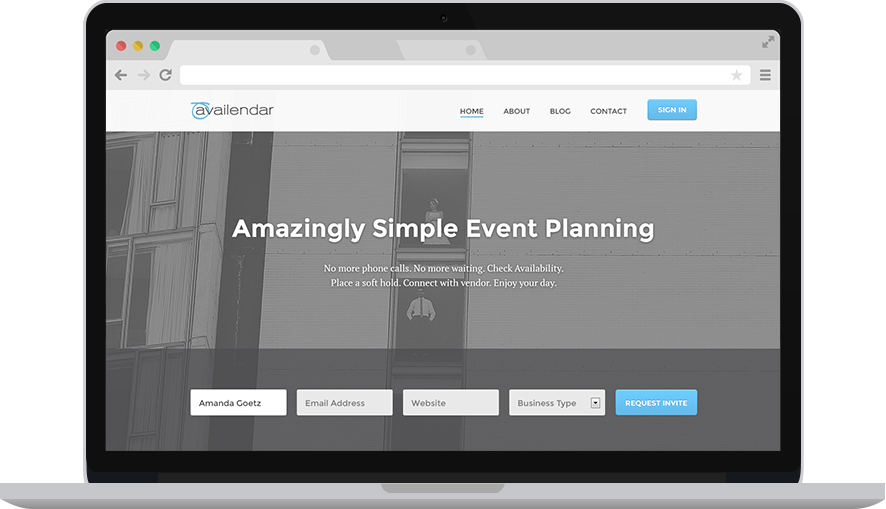 availendar
HOME ABOUT BLOG CONTACT SIGN IN
Amazingly Simple Event Planning
No more phone calls. No more waiting. Check Availability.
Place a soft hold. Connect with vendor. Enjoy your day.
Amanda Goetz Email Address Website Business Type REQUEST INVITE